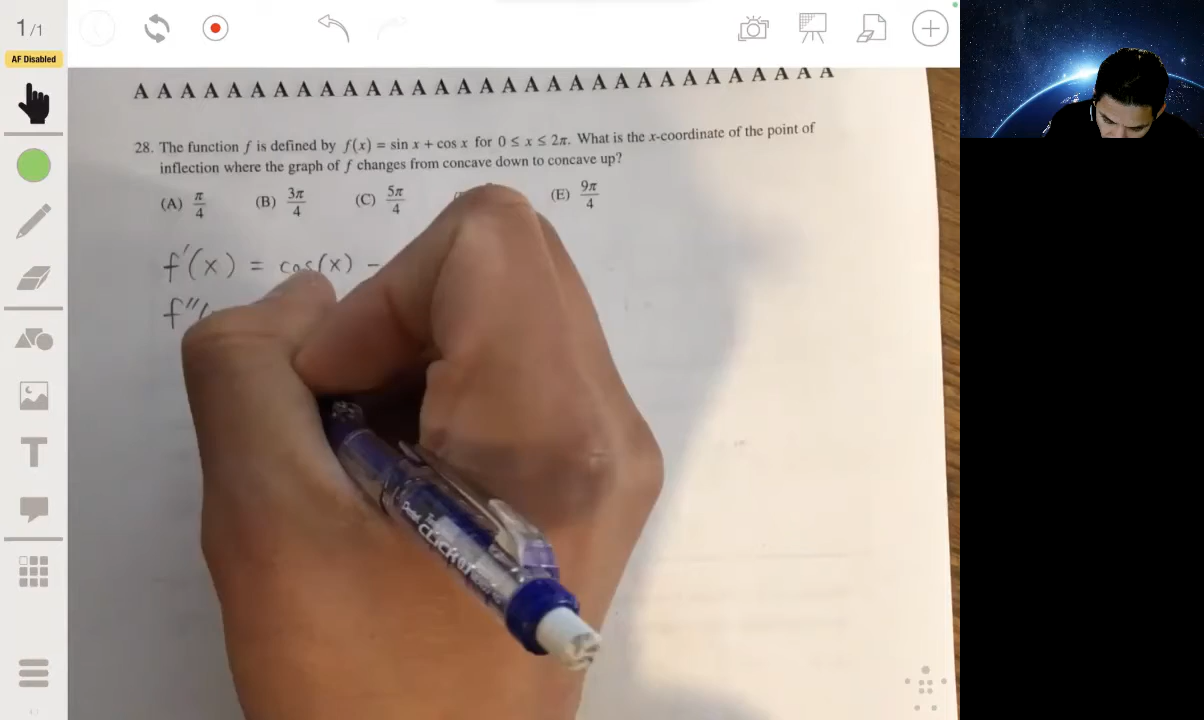 1/1
AF Disabled
A A A A A A A A A A A A A A A A A A A A A A A A A A A A A A A
28. The function f is defined by f(x) = sin x + cos x for 0 ≤ x ≤ 2π. What is the x-coordinate of the point of
inflection where the graph of f changes from concave down to concave up?
(A) π/4 (B) 3π/4 (C) 5π/4 (E) 9π/4
f'(x) = cos(x) -
f"(
T
Pentel
CLICK